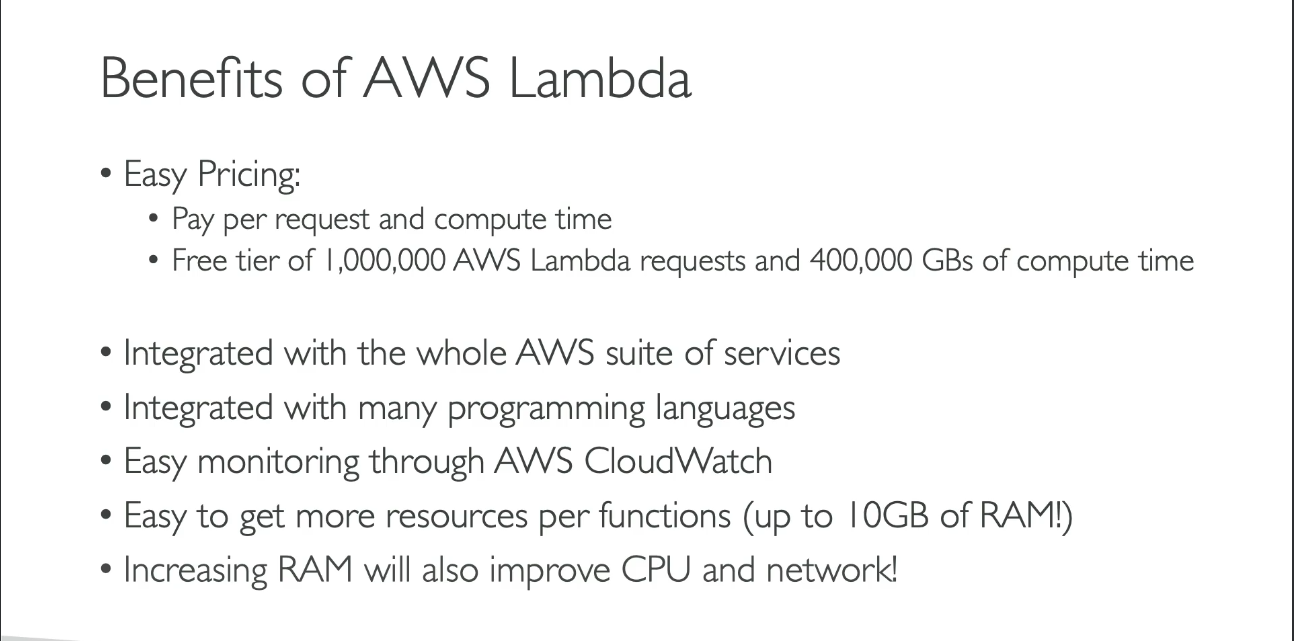 Benefits of AWS Lambda
• Easy Pricing:
• Pay per request and compute time
• Free tier of 1,000,000 AWS Lambda requests and 400,000 GBs of compute time
• Integrated with the whole AWS suite of services
• Integrated with many programming languages
• Easy monitoring through AWS CloudWatch
• Easy to get more resources per functions (up to 10GB of RAM!)
• Increasing RAM will also improve CPU and network!